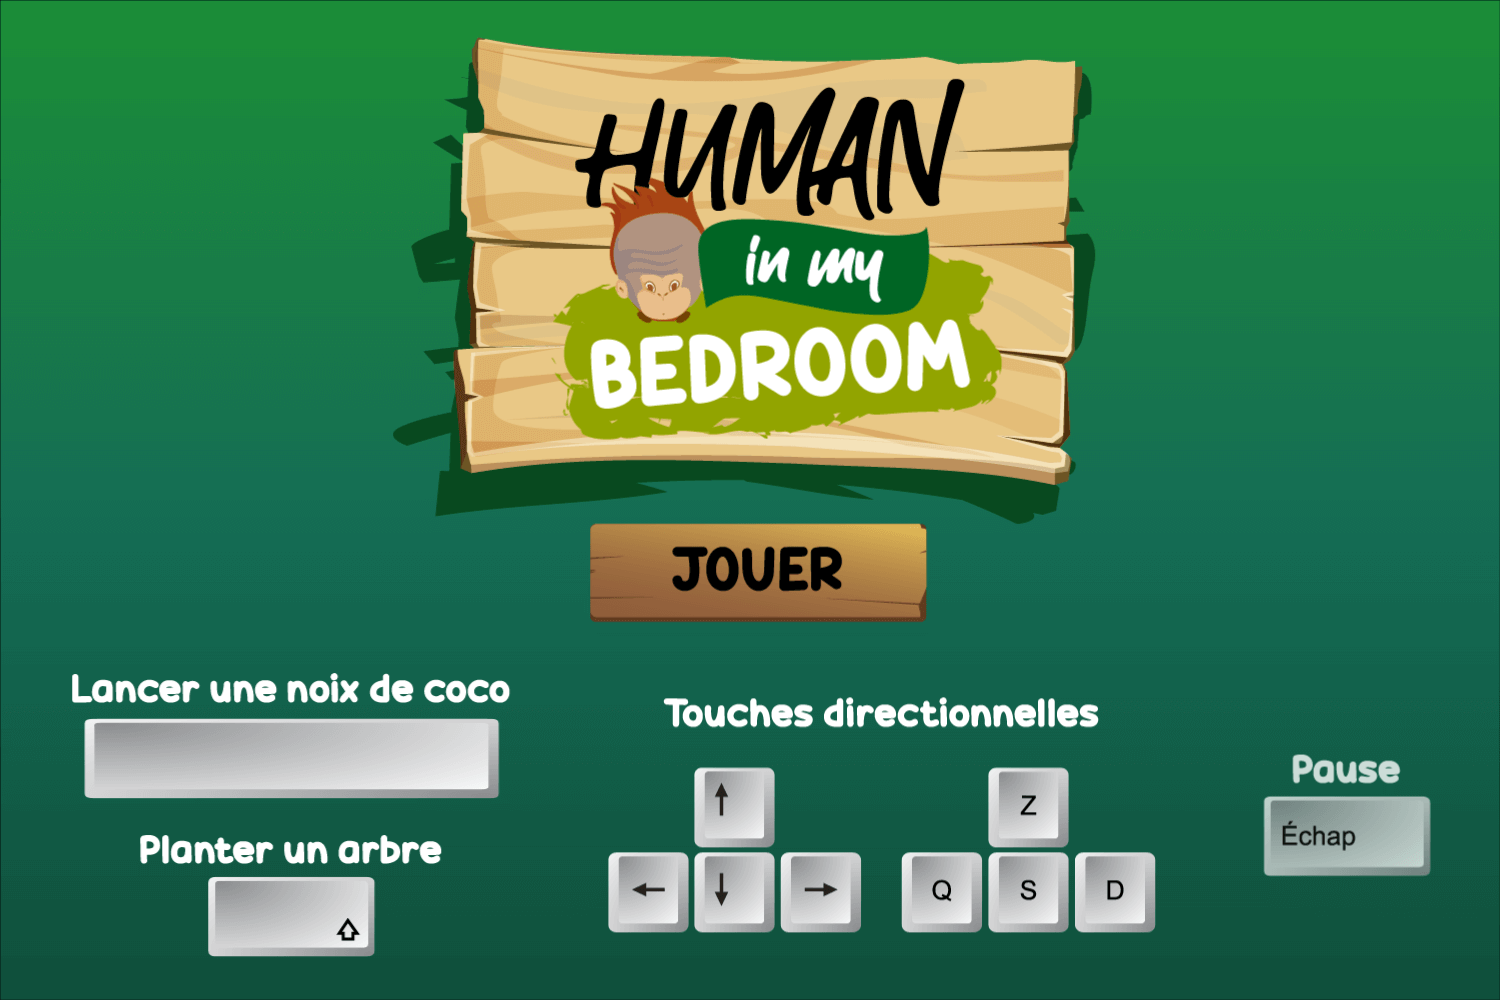 HUMAN
in my
BEDROOM
JOUER
Lancer une noix de coco
Planter un arbre
Touches directionnelles
↑
← ↓ →
Z
Q S D
Pause
Échap